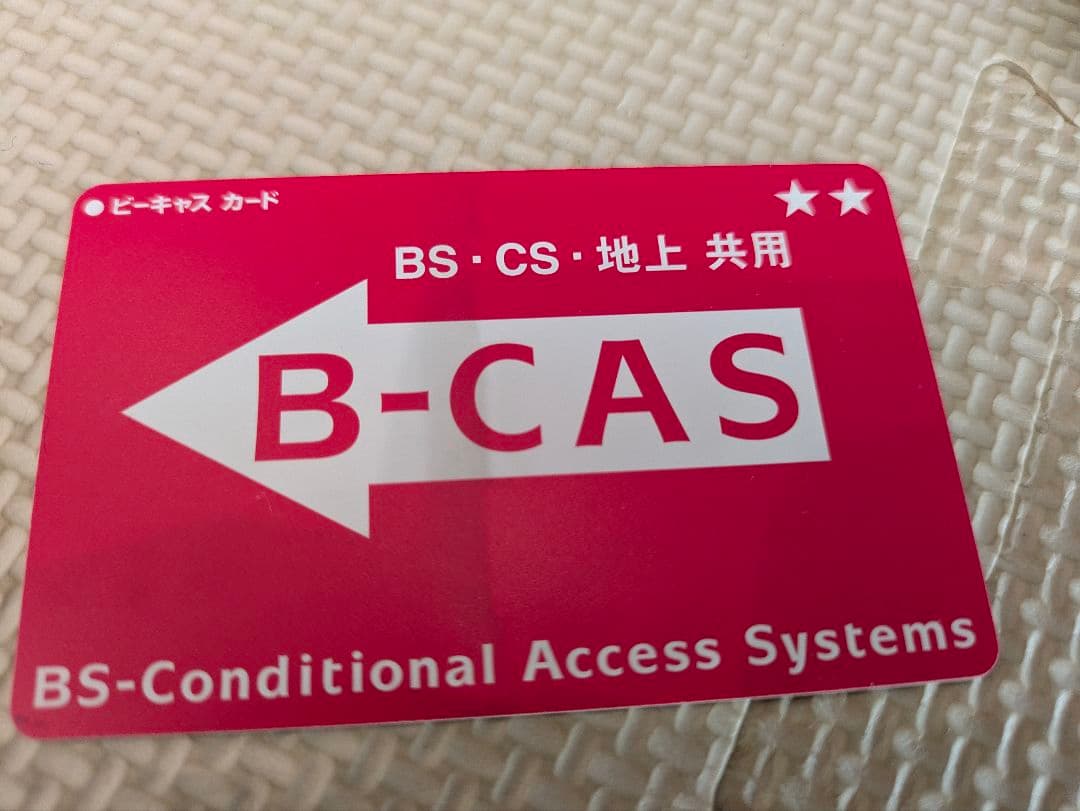 ●ビーキャス カード
★★
BS・CS・地上 共用
B-CAS
BS-Conditional Access Systems